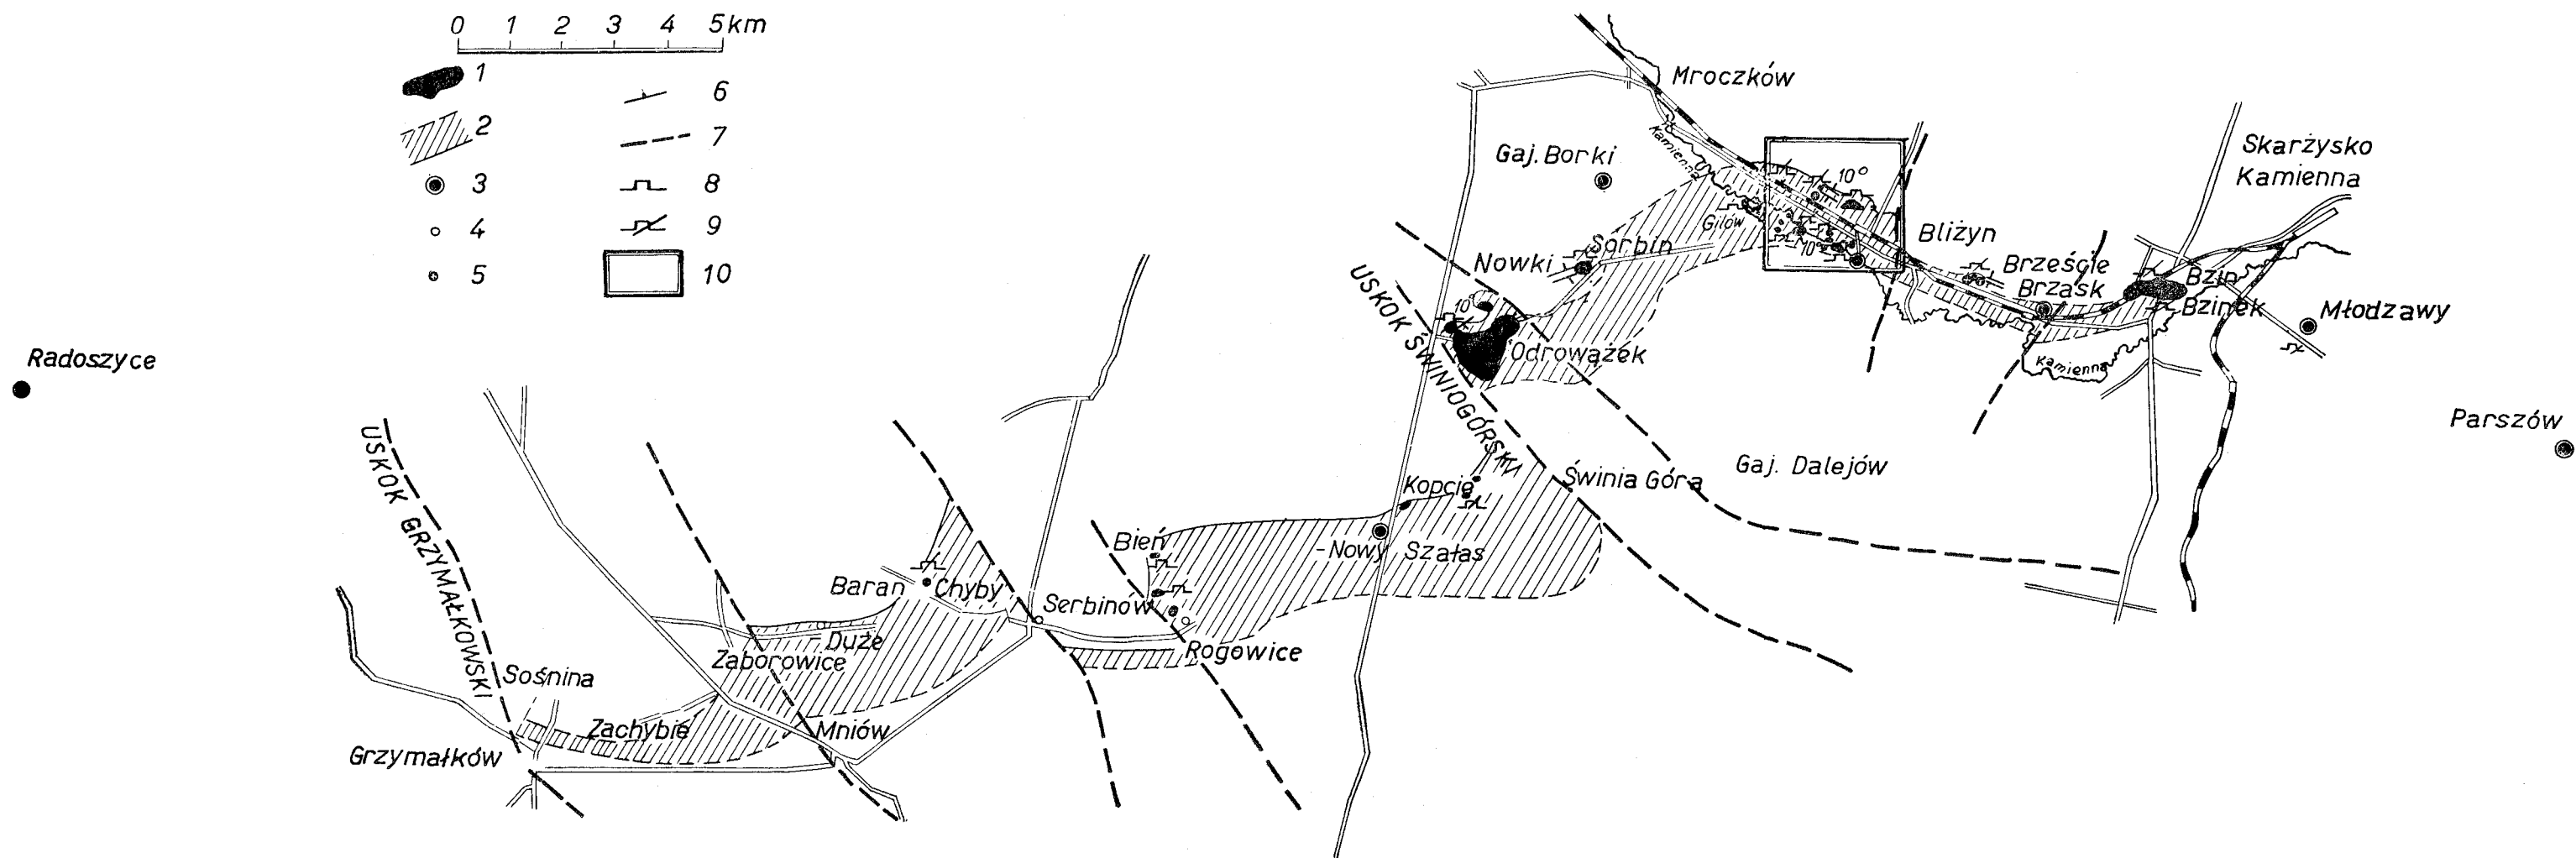 0 1 2 3 4 5 km
1
2
3
4
5
6
7
8
9
10
Mroczków
Kamienna
Gaj. Borki
10°
Skarżysko
Kamienna
Gilów
10°
Bliżyn
Sorbin
Nowki
Brzeście
Brzask
Bzin
Bzinek
Młodzawy
Kamienna
10°
Odrowążek
USKOK ŚWINIOGÓRSKI
Radoszyce
Parszów
Gaj. Dalejów
Świnia Góra
Kopcie
USKOK GRZYMAŁKOWSKI
Bień
-Nowy Szałas
Baran
Chyby
Serbinów
Duże
Rogowice
Zaborowice
Sośnina
Zachybie
Mniów
Grzymałków